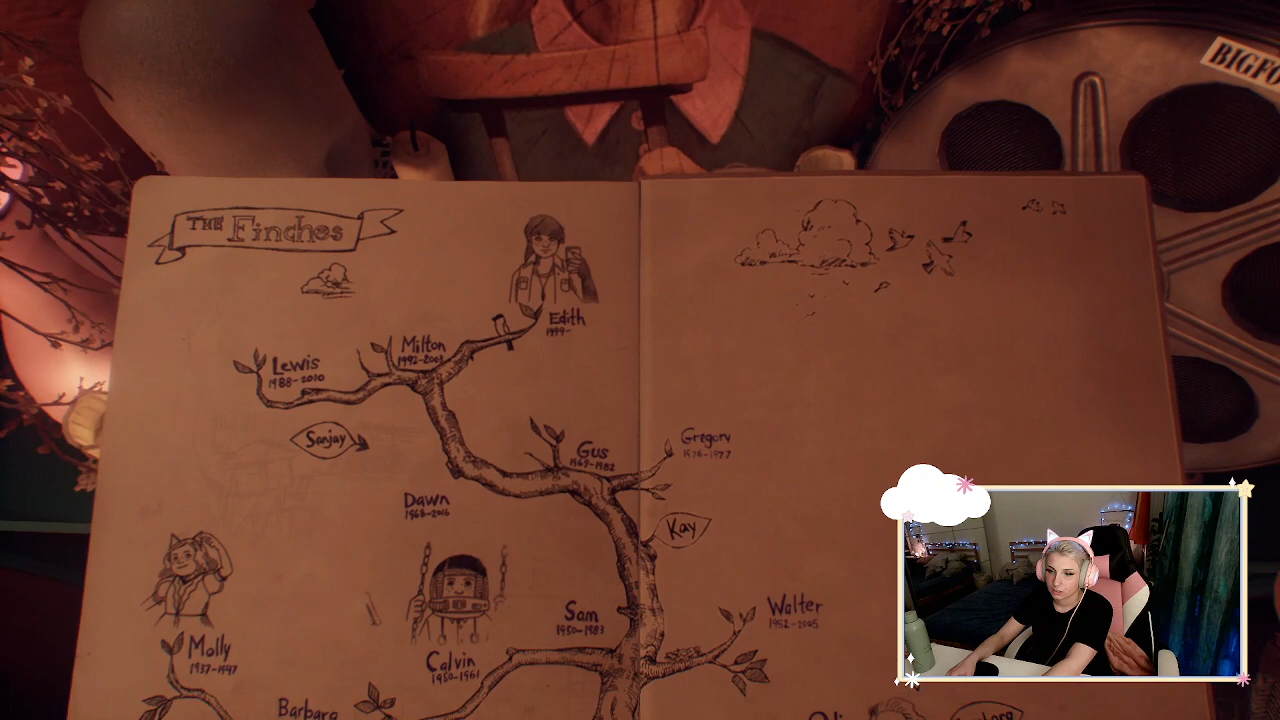 BIGFO
THE Finches
Edith
1999-
Milton
1992-2003
Lewis
1988-2010
Sanjay
Gus
1969-1982
Gregory
1976-1977
Dawn
1968-2016
Kay
Sam
1950-1983
Walter
1952-2005
Molly
1937-1947
Calvin
1950-1961
Barbara